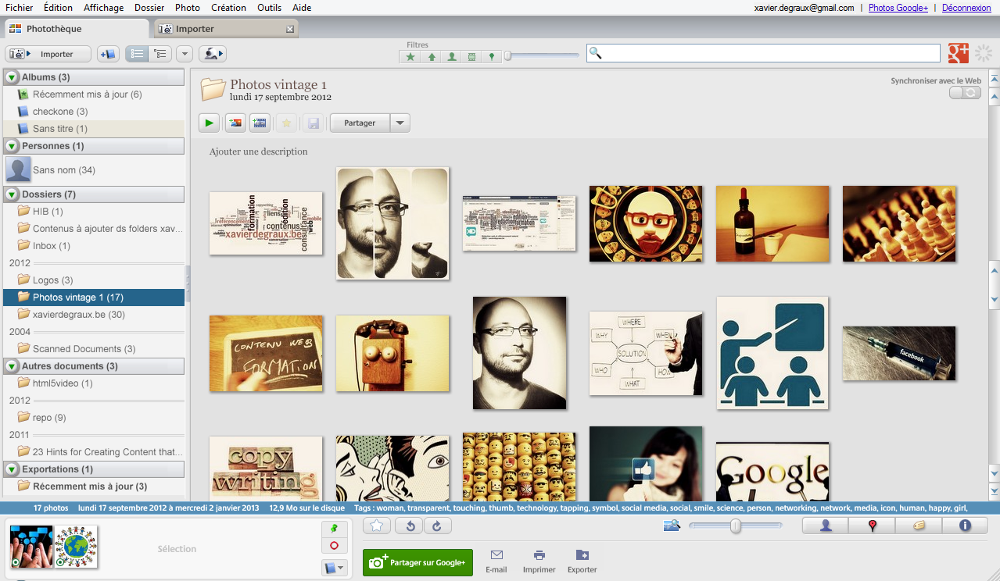 Fichier Édition Affichage Dossier Photo Création Outils Aide
xavier.degraux@gmail.com | Photos Google+ | Déconnexion
Photothèque
Importer
Importer
Filtres
g+
Albums (3)
Récemment mis à jour (6)
checkone (3)
Sans titre (1)
Personnes (1)
Sans nom (34)
Dossiers (7)
HIB (1)
Contenus à ajouter ds folders xav...
Inbox (1)
2012
Logos (3)
Photos vintage 1 (17)
xavierdegraux.be (30)
2004
Scanned Documents (3)
Autres documents (3)
html5video (1)
2012
repo (9)
2011
23 Hints for Creating Content that...
Exportations (1)
Récemment mis à jour (3)
Photos vintage 1
lundi 17 septembre 2012
Synchroniser avec le Web
Partager
Ajouter une description
formation
liens
contenus
consultance
web
référencement
xavierdegraux.be
CONTENU WEB
FORMATION
WHERE
WHY
WHEN
SOLUTION
WHO
HOW
WHAT
facebook
copy
writing
Google
17 photos lundi 17 septembre 2012 à mercredi 2 janvier 2013 12,9 Mo sur le disque Tags : woman, transparent, touching, thumb, technology, tapping, symbol, social media, social, smile, science, person, networking, network, media, icon, human, happy, girl,
Sélection
Partager sur Google+
E-mail
Imprimer
Exporter